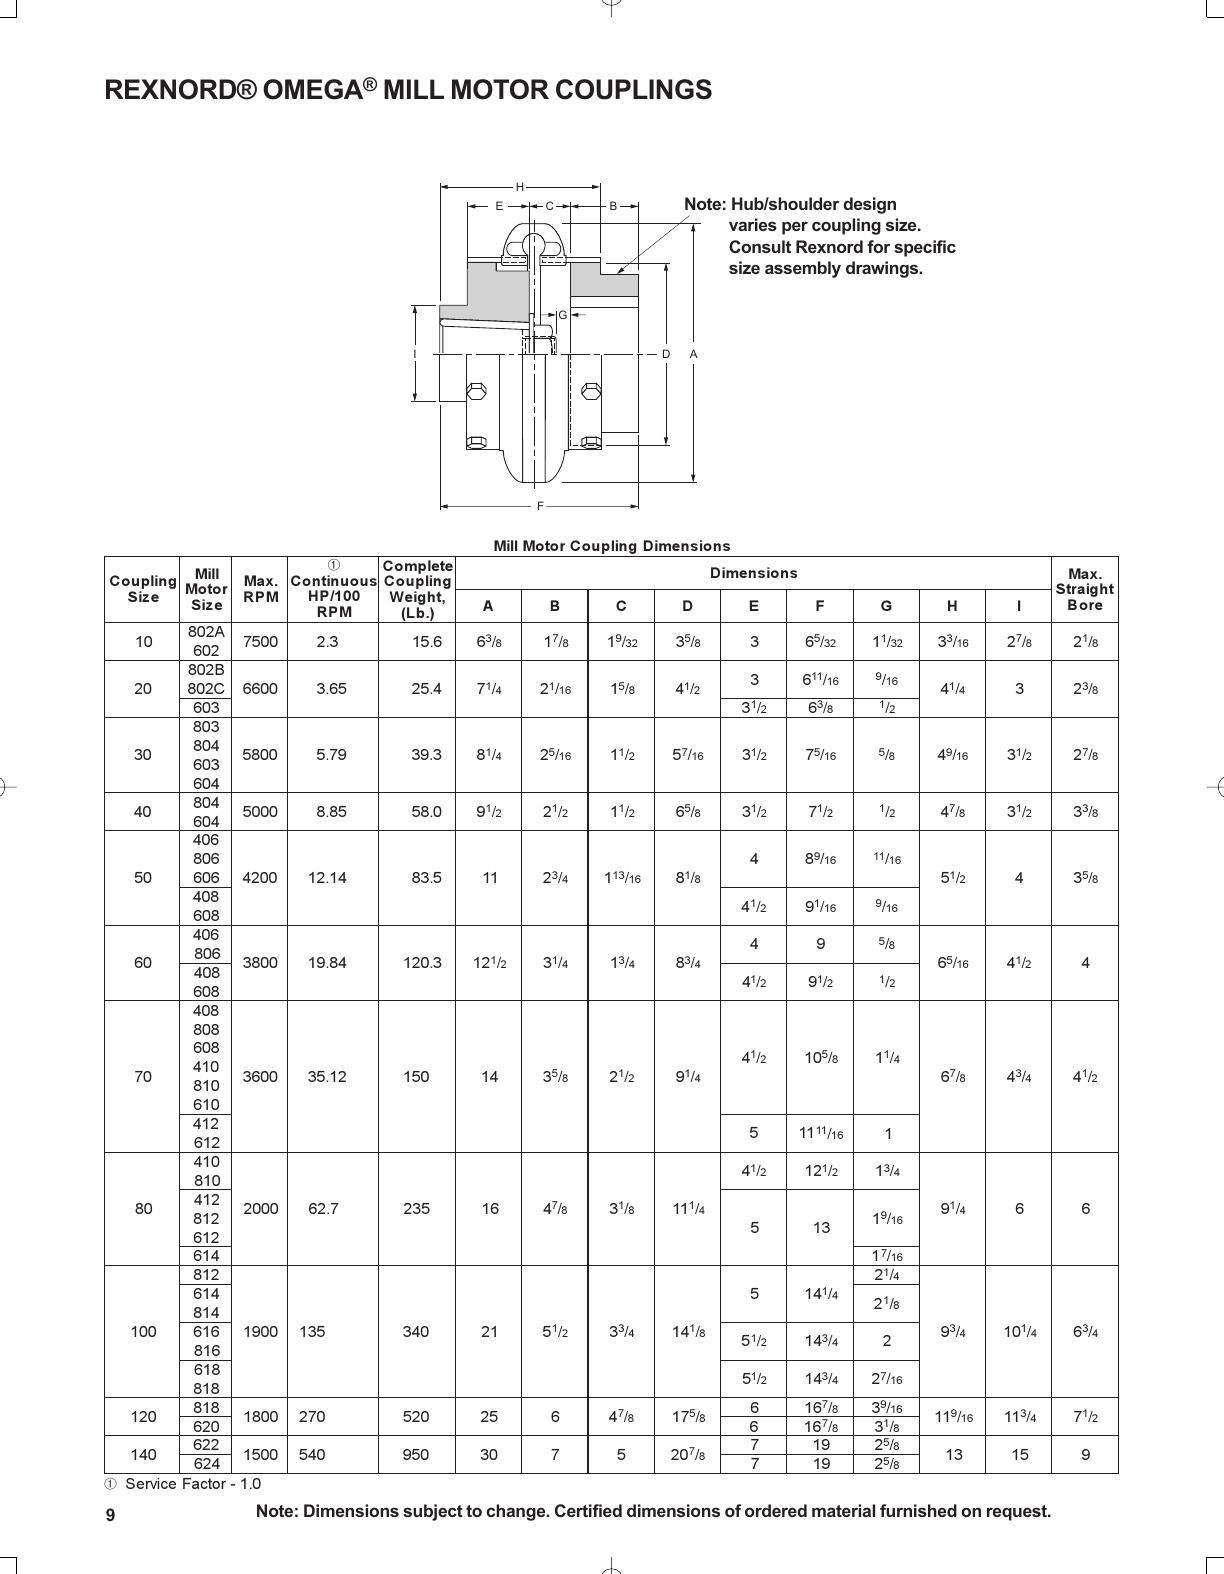 REXNORD® OMEGA® MILL MOTOR COUPLINGS
H
E C B
Note: Hub/shoulder design
varies per coupling size.
Consult Rexnord for specific
size assembly drawings.
G
I D A
F
Mill Motor Coupling Dimensions
Coupling Size | Mill Motor Size | Max. RPM | ① Continuous HP/100 RPM | Complete Coupling Weight, (Lb.) | Dimensions | Max. Straight Bore
A B C D E F G H I
10 | 802A 602 | 7500 | 2.3 | 15.6 | 6 3/8 | 1 7/8 | 1 9/32 | 3 5/8 | 3 | 6 5/32 | 1 1/32 | 3 3/16 | 2 7/8 | 2 1/8
20 | 802B 802C | 6600 | 3.65 | 25.4 | 7 1/4 | 2 1/16 | 1 5/8 | 4 1/2 | 3 | 6 11/16 | 9/16 | 4 1/4 | 3 | 2 3/8
603 | 3 1/2 | 6 3/8 | 1/2
30 | 803 804 603 604 | 5800 | 5.79 | 39.3 | 8 1/4 | 2 5/16 | 1 1/2 | 5 7/16 | 3 1/2 | 7 5/16 | 5/8 | 4 9/16 | 3 1/2 | 2 7/8
40 | 804 604 | 5000 | 8.85 | 58.0 | 9 1/2 | 2 1/2 | 1 1/2 | 6 5/8 | 3 1/2 | 7 1/2 | 1/2 | 4 7/8 | 3 1/2 | 3 3/8
50 | 406 806 606 | 4200 | 12.14 | 83.5 | 11 | 2 3/4 | 1 13/16 | 8 1/8 | 4 | 8 9/16 | 11/16 | 5 1/2 | 4 | 3 5/8
408 608 | 4 1/2 | 9 1/16 | 9/16
60 | 406 806 | 3800 | 19.84 | 120.3 | 12 1/2 | 3 1/4 | 1 3/4 | 8 3/4 | 4 | 9 | 5/8 | 6 5/16 | 4 1/2 | 4
408 608 | 4 1/2 | 9 1/2 | 1/2
70 | 408 808 608 410 810 610 | 3600 | 35.12 | 150 | 14 | 3 5/8 | 2 1/2 | 9 1/4 | 4 1/2 | 10 5/8 | 1 1/4 | 6 7/8 | 4 3/4 | 4 1/2
412 612 | 5 | 11 11/16 | 1
80 | 410 810 | 2000 | 62.7 | 235 | 16 | 4 7/8 | 3 1/8 | 11 1/4 | 4 1/2 | 12 1/2 | 1 3/4 | 9 1/4 | 6 | 6
412 812 612 | 5 | 13 | 1 9/16
614 | 1 7/16
100 | 812 | 1900 | 135 | 340 | 21 | 5 1/2 | 3 3/4 | 14 1/8 | 5 | 14 1/4 | 2 1/4 | 9 3/4 | 10 1/4 | 6 3/4
614 814 | 2 1/8
616 816 | 5 1/2 | 14 3/4 | 2
618 818 | 5 1/2 | 14 3/4 | 2 7/16
120 | 818 | 1800 | 270 | 520 | 25 | 6 | 4 7/8 | 17 5/8 | 6 | 16 7/8 | 3 9/16 | 11 9/16 | 11 3/4 | 7 1/2
620 | 6 | 16 7/8 | 3 1/8
140 | 622 | 1500 | 540 | 950 | 30 | 7 | 5 | 20 7/8 | 7 | 19 | 2 5/8 | 13 | 15 | 9
624 | 7 | 19 | 2 5/8
① Service Factor - 1.0
9 Note: Dimensions subject to change. Certified dimensions of ordered material furnished on request.